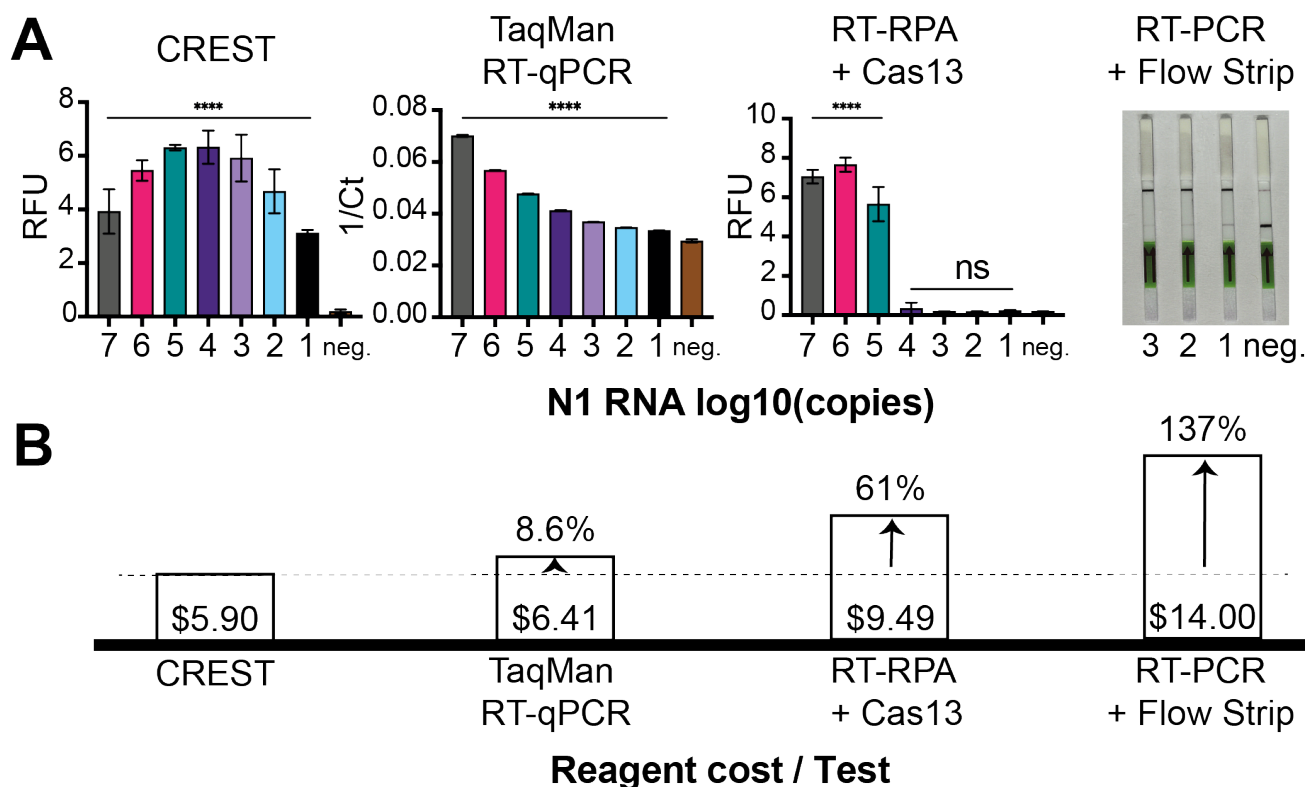 A
CREST
TaqMan
RT-qPCR
RT-RPA
+ Cas13
RT-PCR
+ Flow Strip
RFU
8
6
4
2
0
****
7 6 5 4 3 2 1 neg.
1/Ct
0.08
0.06
0.04
0.02
0.00
****
7 6 5 4 3 2 1 neg.
RFU
10
8
6
4
2
0
****
ns
7 6 5 4 3 2 1 neg.
3 2 1 neg.
N1 RNA log10(copies)
B
8.6%
61%
137%
$5.90
$6.41
$9.49
$14.00
CREST
TaqMan
RT-qPCR
RT-RPA
+ Cas13
RT-PCR
+ Flow Strip
Reagent cost / Test